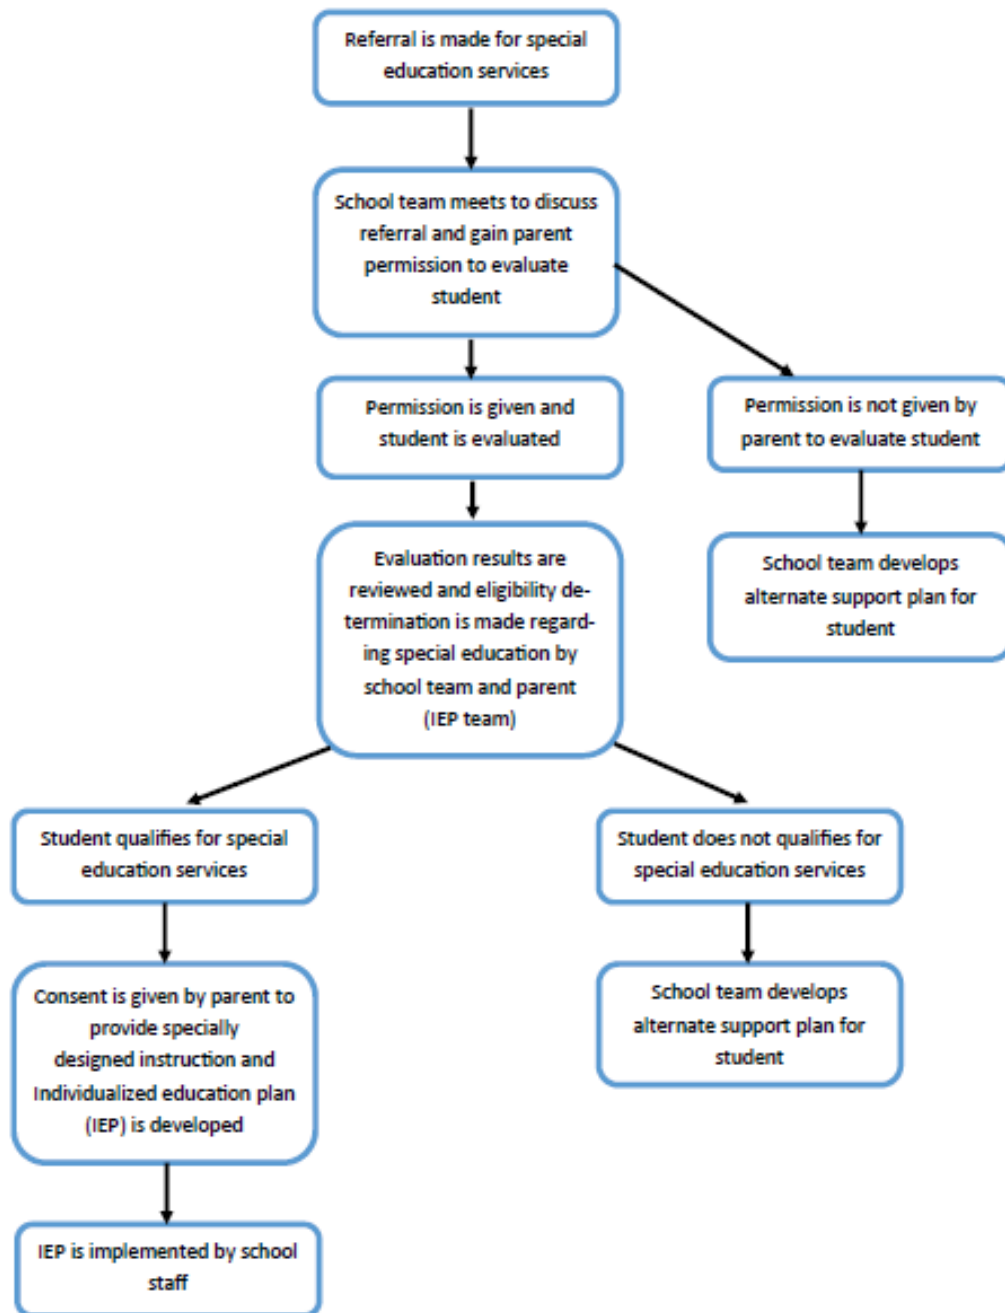 Referral is made for special
education services
School team meets to discuss
referral and gain parent
permission to evaluate
student
Permission is given and
student is evaluated
Permission is not given by
parent to evaluate student
School team develops
alternate support plan for
student
Evaluation results are
reviewed and eligibility de-
termination is made regard-
ing special education by
school team and parent
(IEP team)
Student qualifies for special
education services
Student does not qualifies for
special education services
Consent is given by parent to
provide specially
designed instruction and
Individualized education plan
(IEP) is developed
School team develops
alternate support plan for
student
IEP is implemented by school
staff